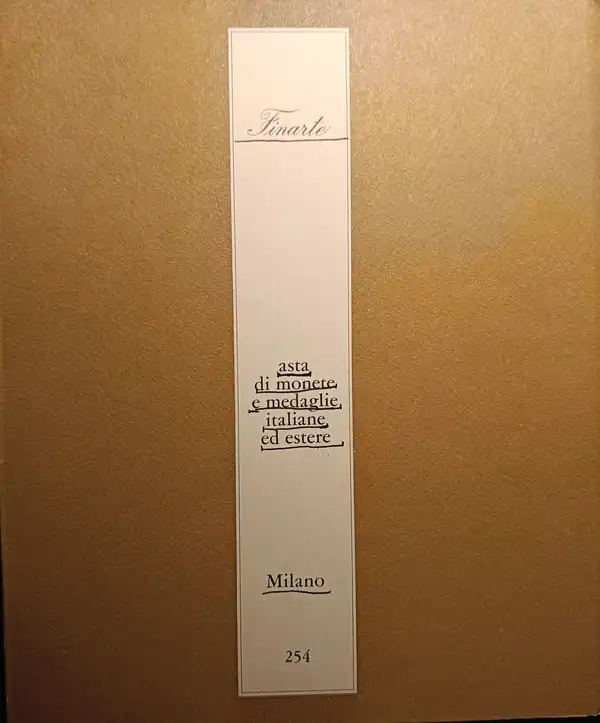 Finarte
asta
di monete
e medaglie
italiane
ed estere
Milano
254